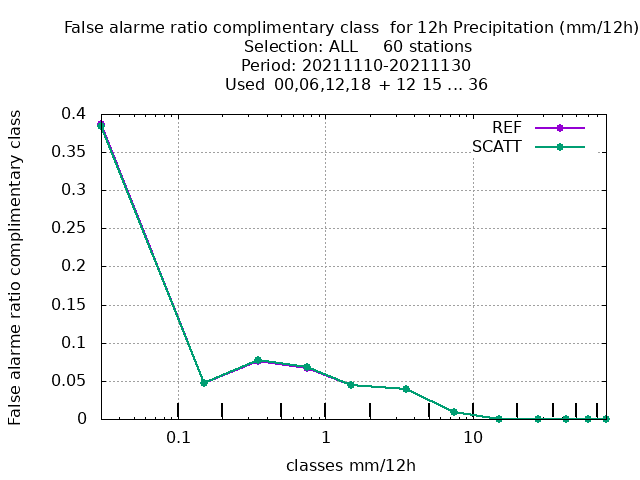 False alarme ratio complimentary class  for 12h Precipitation (mm/12h)
Selection: ALL     60 stations
Period: 20211110-20211130
Used  00,06,12,18  + 12 15 ... 36
False alarme ratio complimentary class
0.4
0.35
0.3
0.25
0.2
0.15
0.1
0.05
0
REF
SCATT
0.1
1
10
classes mm/12h